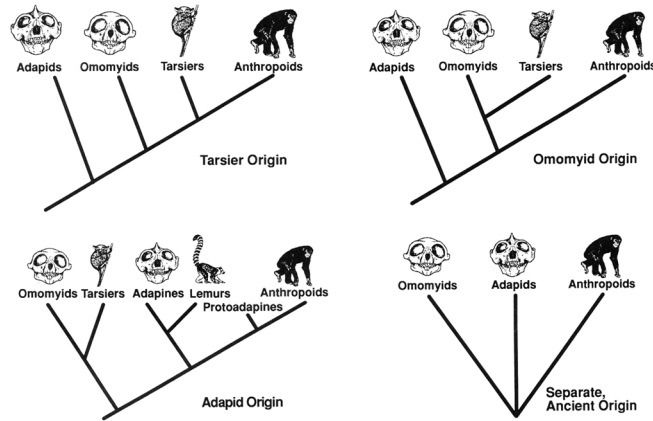 Adapids Omomyids Tarsiers Anthropoids
Tarsier Origin
Adapids Omomyids Tarsiers Anthropoids
Omomyid Origin
Omomyids Tarsiers Adapines Lemurs Anthropoids
Protoadapines
Adapid Origin
Omomyids Adapids Anthropoids
Separate,
Ancient Origin